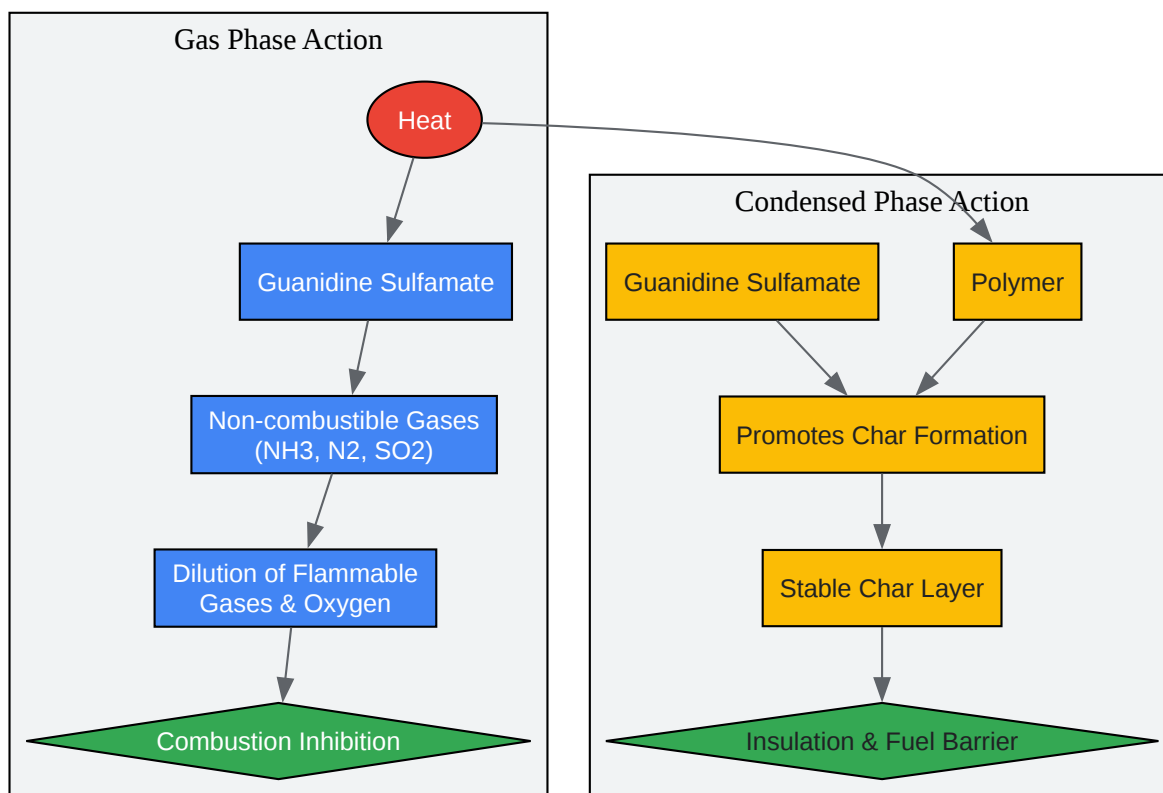 Gas Phase Action
Heat
Guanidine Sulfamate
Non-combustible Gases
(NH3, N2, SO2)
Dilution of Flammable
Gases & Oxygen
Combustion Inhibition
Condensed Phase Action
Guanidine Sulfamate
Polymer
Promotes Char Formation
Stable Char Layer
Insulation & Fuel Barrier